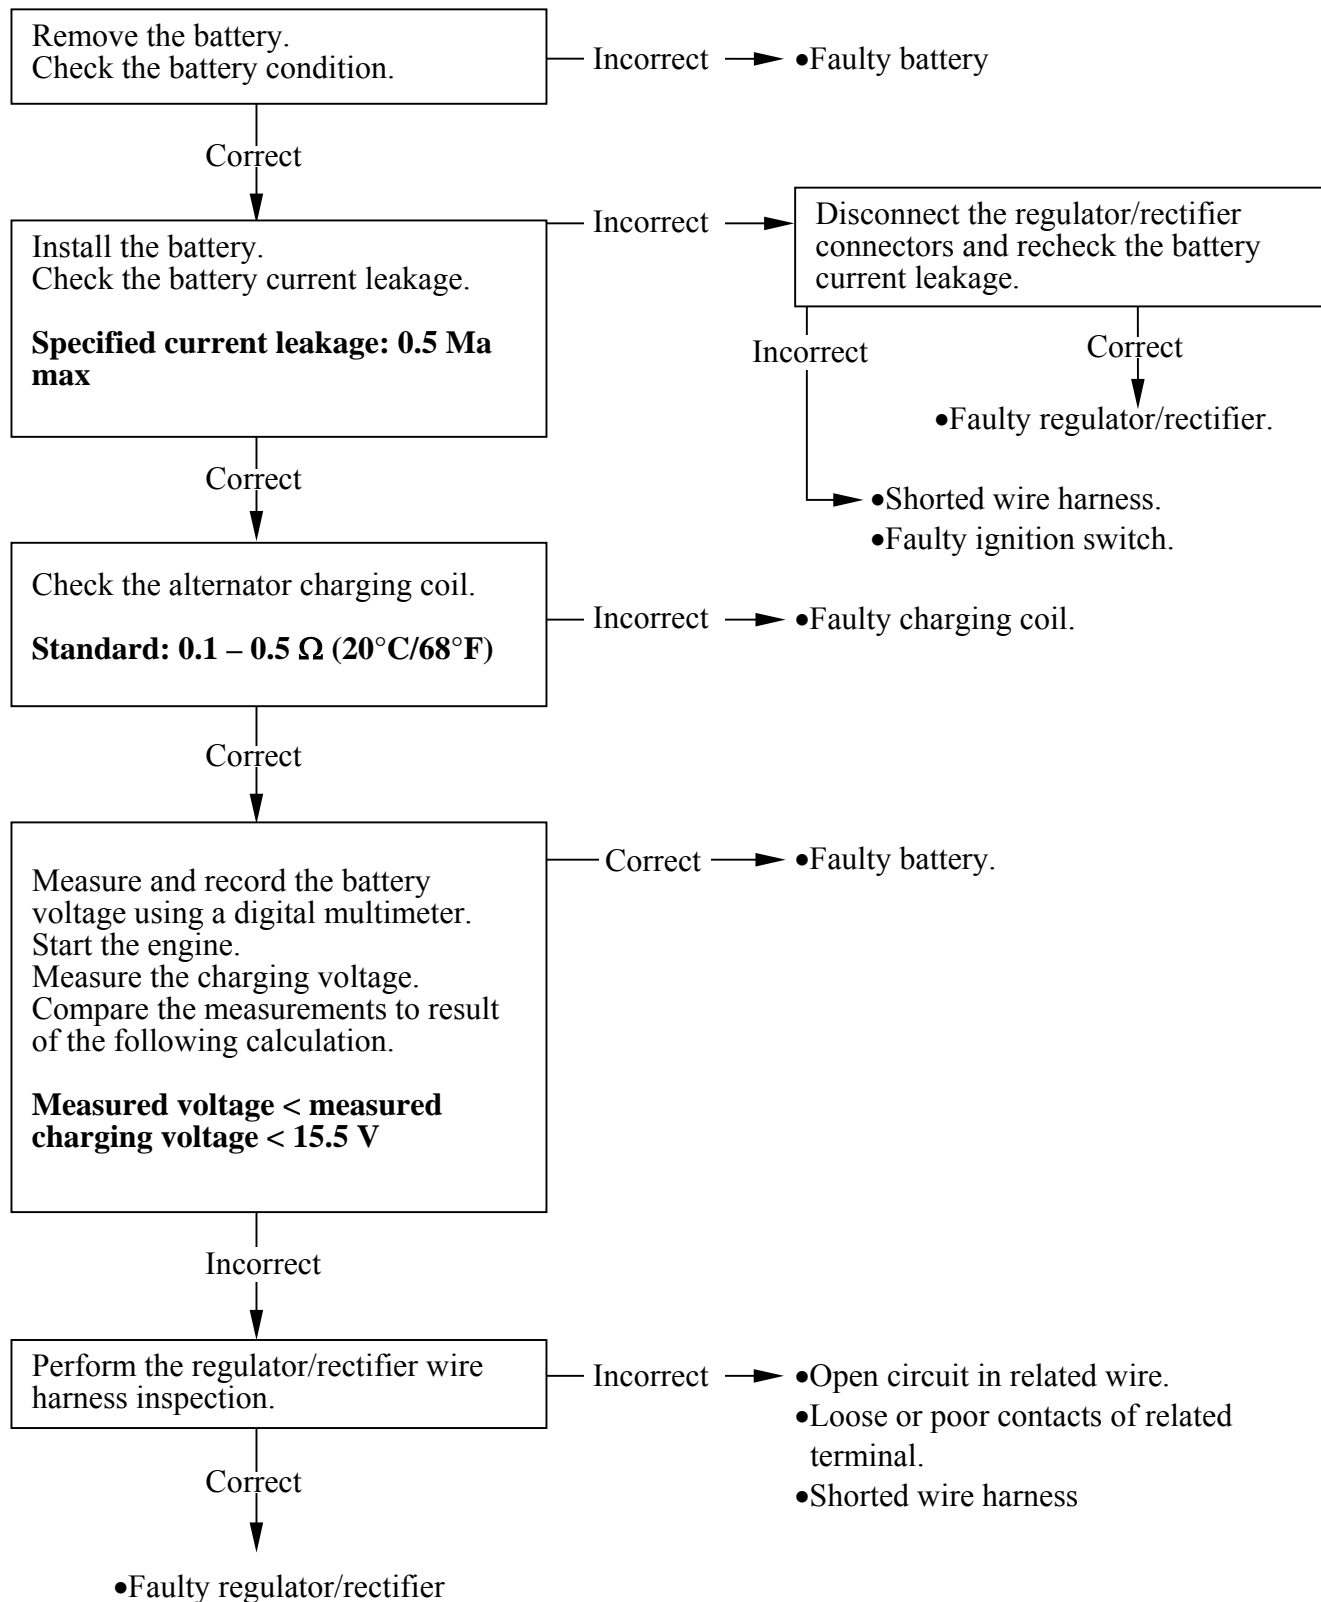 Remove the battery.
Check the battery condition.
Incorrect
●Faulty battery
Correct
Install the battery.
Check the battery current leakage.
Specified current leakage: 0.5 Ma
max
Incorrect
Disconnect the regulator/rectifier
connectors and recheck the battery
current leakage.
Incorrect
Correct
●Faulty regulator/rectifier.
●Shorted wire harness.
●Faulty ignition switch.
Correct
Check the alternator charging coil.
Standard: 0.1 – 0.5 Ω (20°C/68°F)
Incorrect
●Faulty charging coil.
Correct
Measure and record the battery
voltage using a digital multimeter.
Start the engine.
Measure the charging voltage.
Compare the measurements to result
of the following calculation.
Measured voltage < measured
charging voltage < 15.5 V
Correct
●Faulty battery.
Incorrect
Perform the regulator/rectifier wire
harness inspection.
Incorrect
●Open circuit in related wire.
●Loose or poor contacts of related
terminal.
●Shorted wire harness
Correct
●Faulty regulator/rectifier